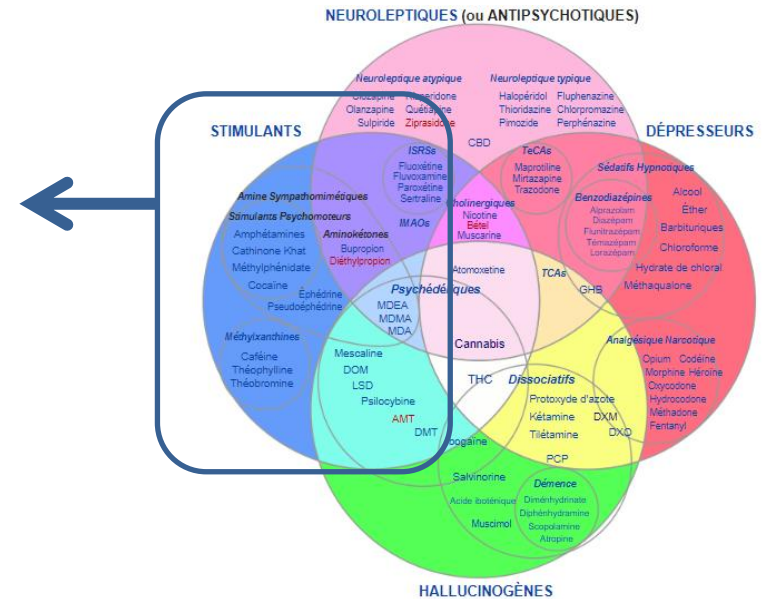 NEUROLEPTIQUES (ou ANTIPSYCHOTIQUES)
Neuroleptique atypique
Olanzapine Quétiapine
Sulpiride Ziprasidone
Neuroleptique typique
Halopéridol Fluphenazine
Thioridazine Chlorpromazine
Pimozide Perphénazine
STIMULANTS
DÉPRESSEURS
CBD
ISRSs
Fluoxétine
Fluvoxamine
Paroxétine
Sertraline
TeCAs
Maprotiline
Mirtazapine
Trazodone
Sédatifs Hypnotiques
Benzodiazépines
Alprazolam
Diazépam
Flunitrazépam
Témazépam
Lorazépam
Alcool
Éther
Barbituriques
Chloroforme
Hydrate de chloral
Méthaqualone
Amine Sympathomimétiques
Stimulants Psychomoteurs
Amphétamines
Cathinone Khat
Méthylphénidate
Cocaïne
Éphédrine
Pseudoéphédrine
IMAOs
Aminokétones
Bupropion
Diéthylpropion
Cholinergiques
Nicotine
Bétel
Muscarine
Atomoxetine
TCAs
GHB
Psychédéliques
MDEA
MDMA
MDA
Méthylxanthines
Caféine
Théophylline
Théobromine
Cannabis
THC
Mescaline
DOM
LSD
Psilocybine
AMT
DMT
Dissociatifs
Protoxyde d'azote
Kétamine DXM
Tilétamine DXO
PCP
Analgésique Narcotique
Opium Codéine
Morphine Héroïne
Oxycodone
Hydrocodone
Méthadone
Fentanyl
Ibogaïne
Salvinorine
Acide iboténique
Muscimol
Démence
Diménhydrinate
Diphénhydramine
Scopolamine
Atropine
HALLUCINOGÈNES